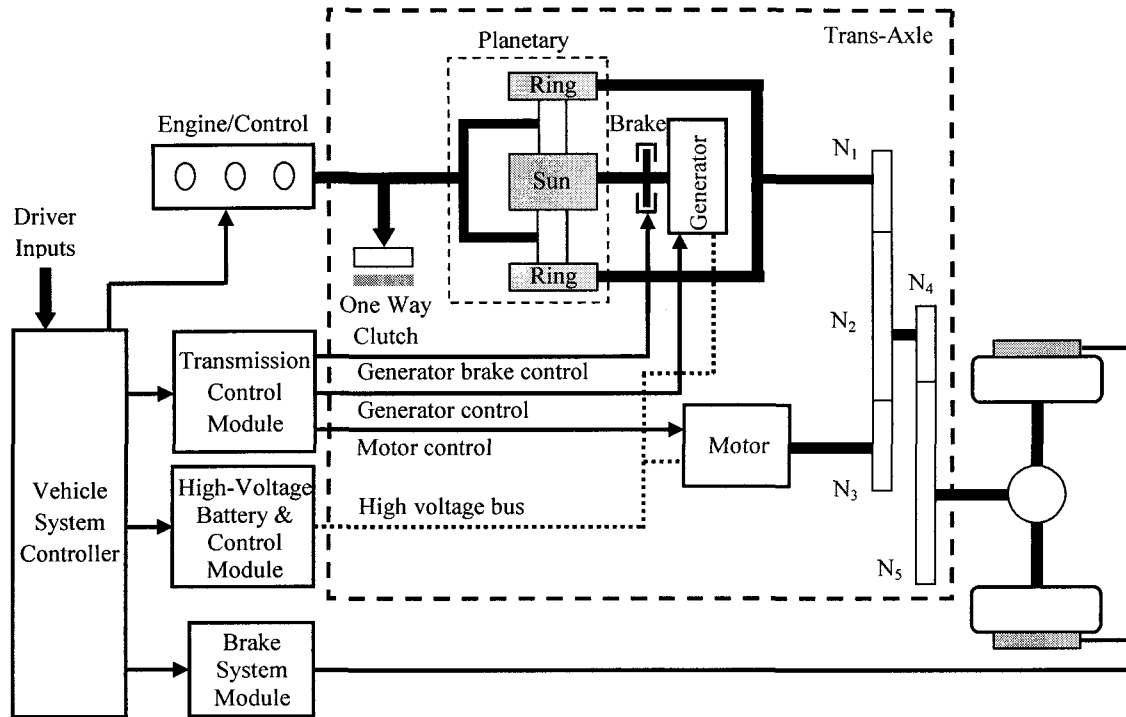 Trans-Axle
Planetary
Ring
Engine/Control
Brake
Generator
N1
Sun
Driver
Inputs
Ring
One Way
Clutch
N2
N4
Transmission
Control
Module
Generator brake control
Generator control
Motor control
Motor
N3
Vehicle
System
Controller
High-Voltage
Battery &
Control
Module
High voltage bus
N5
Brake
System
Module